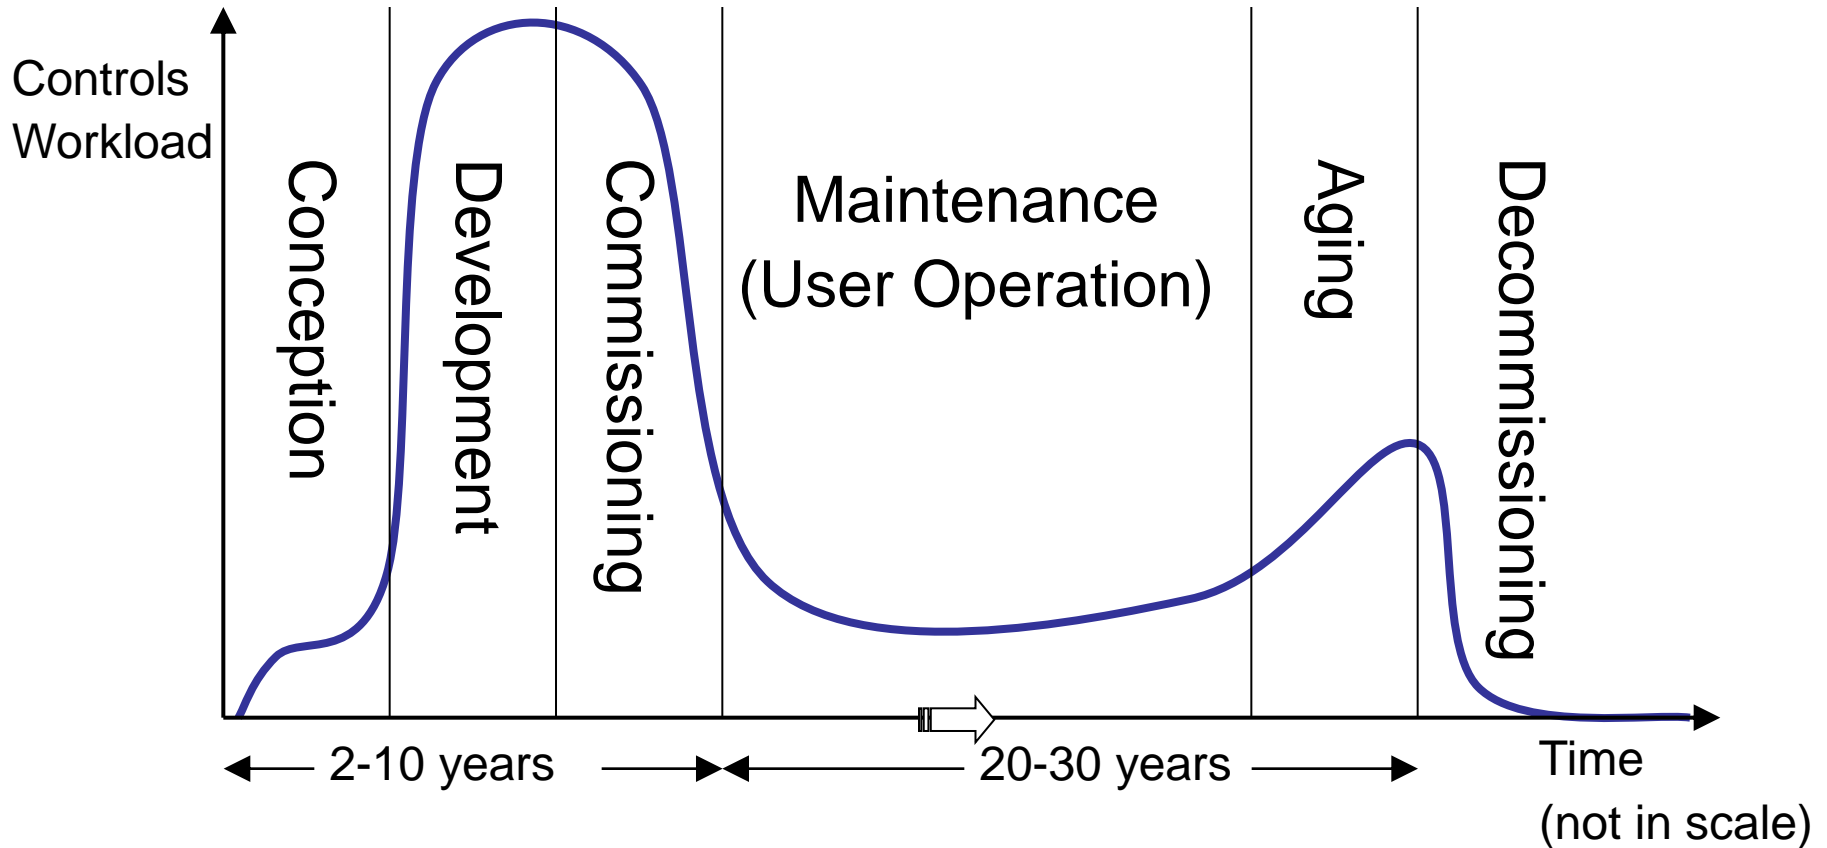 Controls
Workload
Conception
Development
Commissioning
Maintenance
(User Operation)
Aging
Decommissioning
2-10 years
20-30 years
Time
(not in scale)